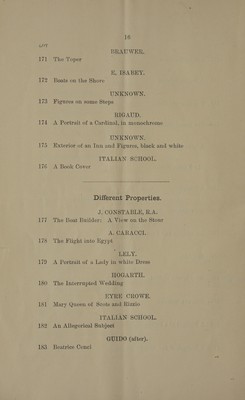 16
BRAUWER.
171 The Toper
E. ISABEY.
172 Boats on the Shore
UNKNOWN.
173 Figures on some Steps
RIGAUD.
174 A Portrait of a Cardinal, in monochrome
UNKNOWN.
175 Exterior of an Inn and Figures, black and white
ITALIAN SCHOOL.
176 A Book Cover
Different Properties.
J. CONSTABLE, R.A.
177 The Boat Builder: A View on the Stour
A. CARACCI.
178 The Flight into Egypt
LELY.
179 A Portrait of a Lady in white Dress
HOGARTH.
180 The Interrupted Wedding
EYRE CROWE.
181 Mary Queen of Scots and Rizzio
ITALIAN SCHOOL.
182 An Allegorical Subject
GUIDO (after).
183 Beatrice Cenci